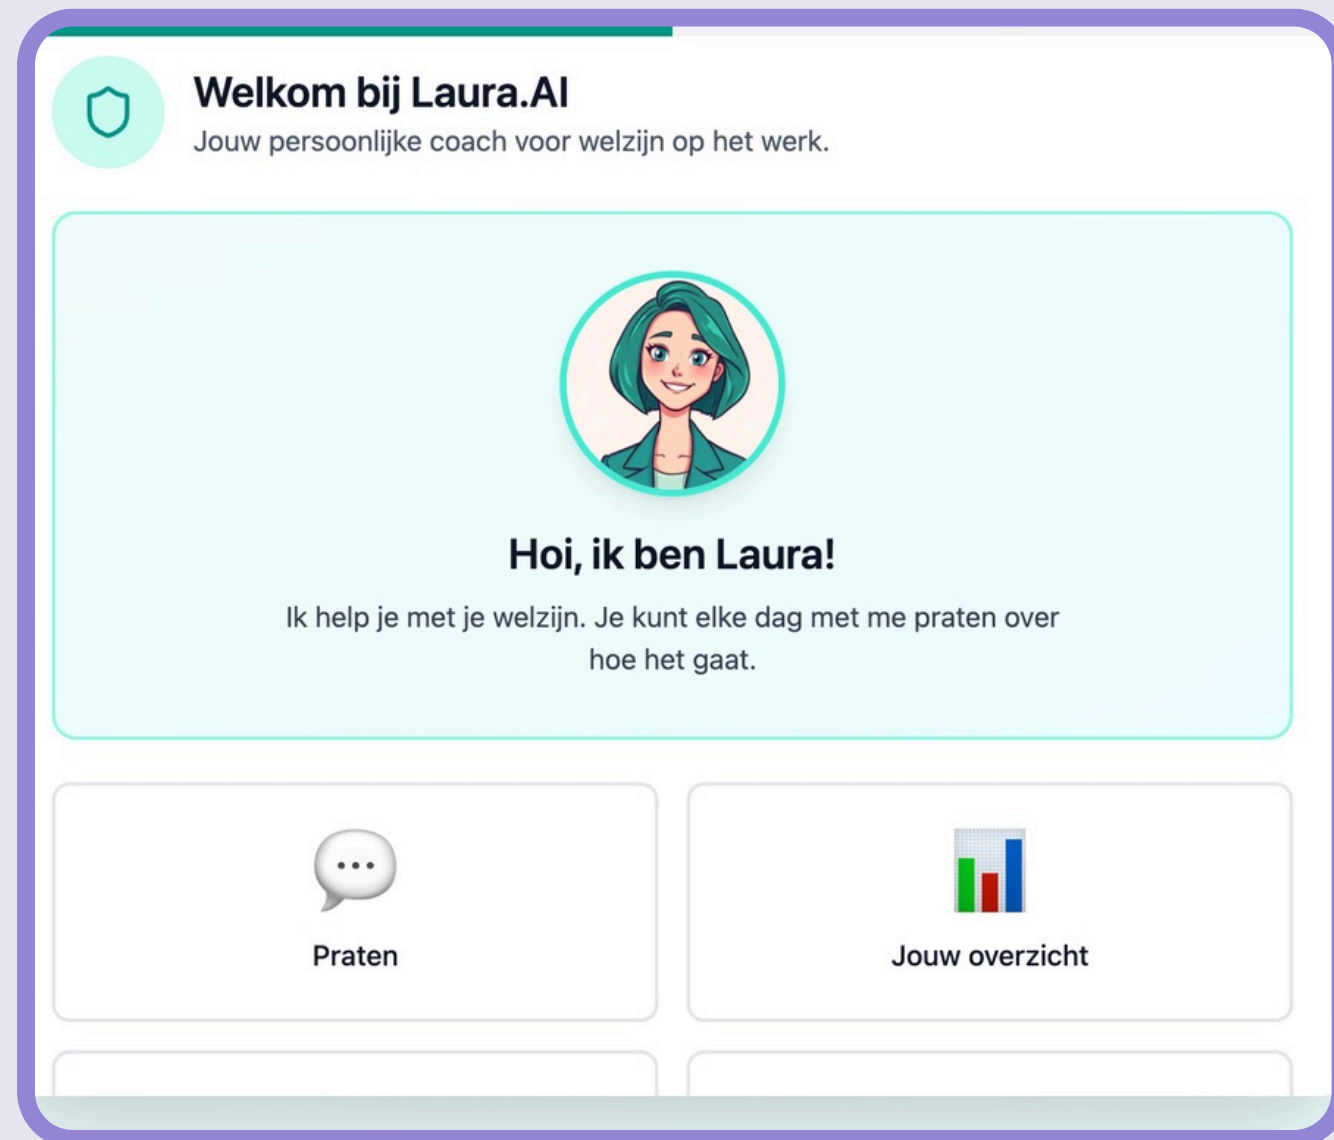 Welkom bij Laura.AI
Jouw persoonlijke coach voor welzijn op het werk.
Hoi, ik ben Laura!
Ik help je met je welzijn. Je kunt elke dag met me praten over
hoe het gaat.
Praten
Jouw overzicht